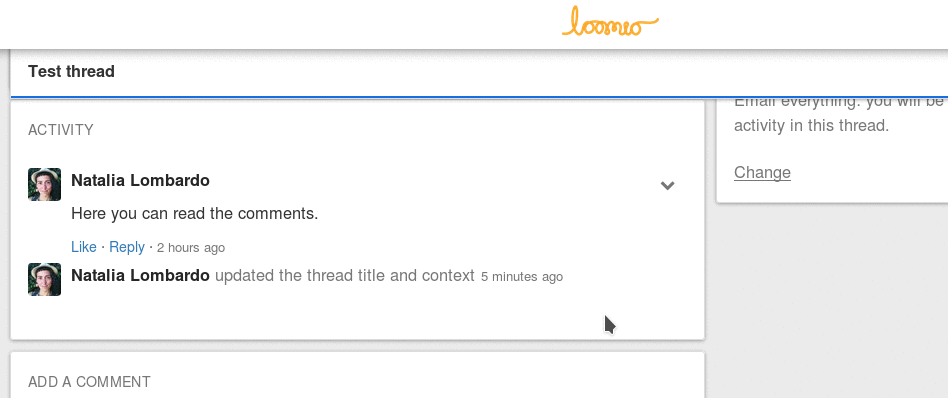 loomio
Test thread
Email everything: you will be
activity in this thread.
Change
ACTIVITY
Natalia Lombardo
Here you can read the comments.
Like · Reply · 2 hours ago
Natalia Lombardo updated the thread title and context 5 minutes ago
ADD A COMMENT